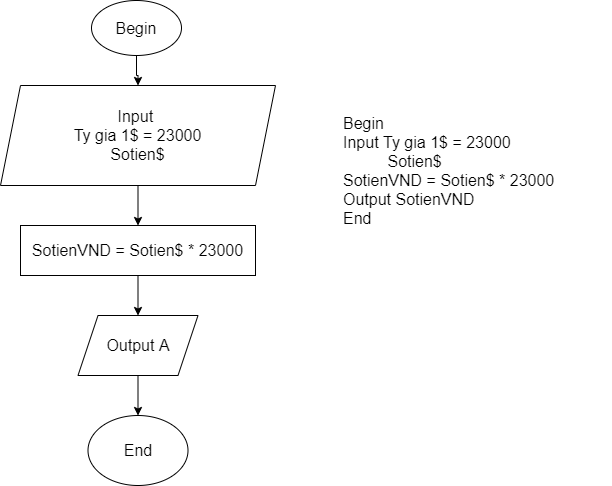 Begin
Input
Ty gia 1$ = 23000
Sotien$
SotienVND = Sotien$ * 23000
Output A
End
Begin
Input Ty gia 1$ = 23000
Sotien$
SotienVND = Sotien$ * 23000
Output SotienVND
End